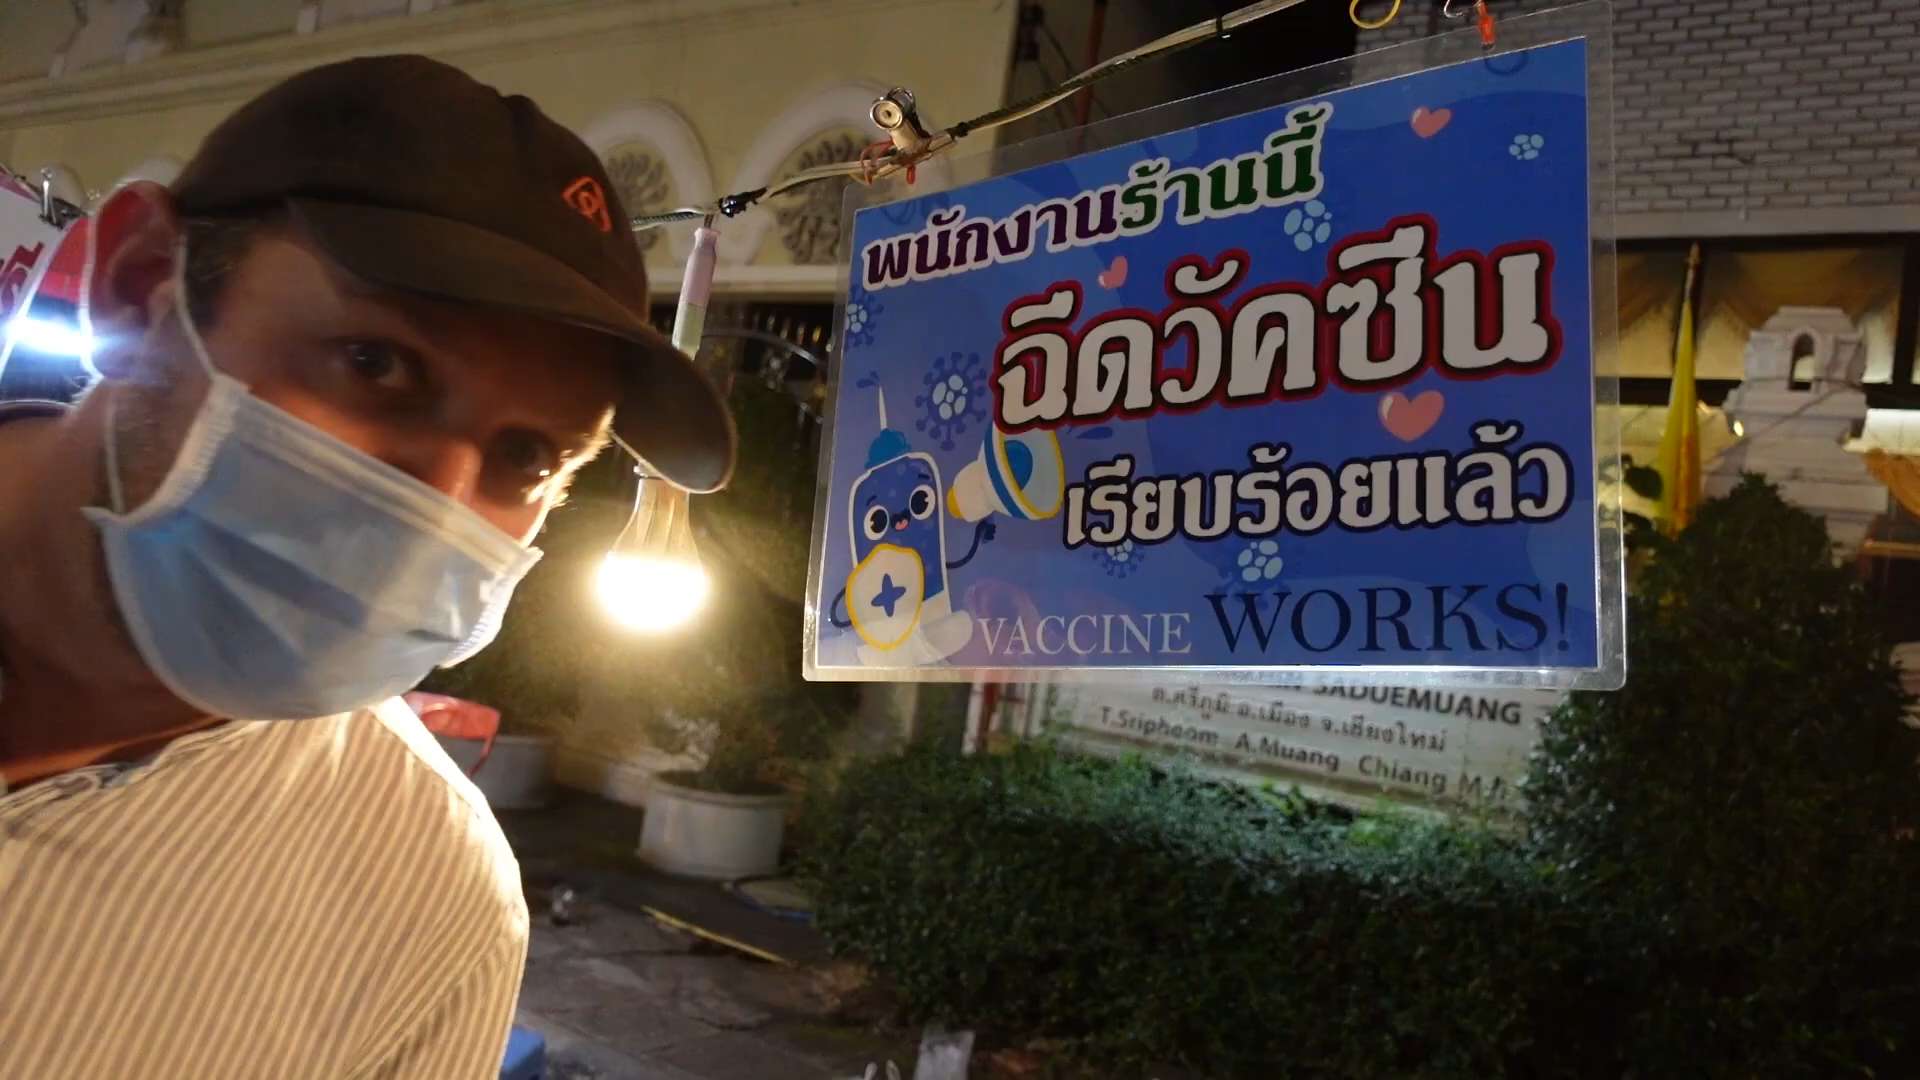 พนักงานร้านนี้
ฉีดวัคซีน
เรียบร้อยแล้ว
VACCINE WORKS!
SADUEMUANG
ต.ศรีภูมิ อ.เมือง จ.เชียงใหม่
T.Sriphoom A.Muang Chiang